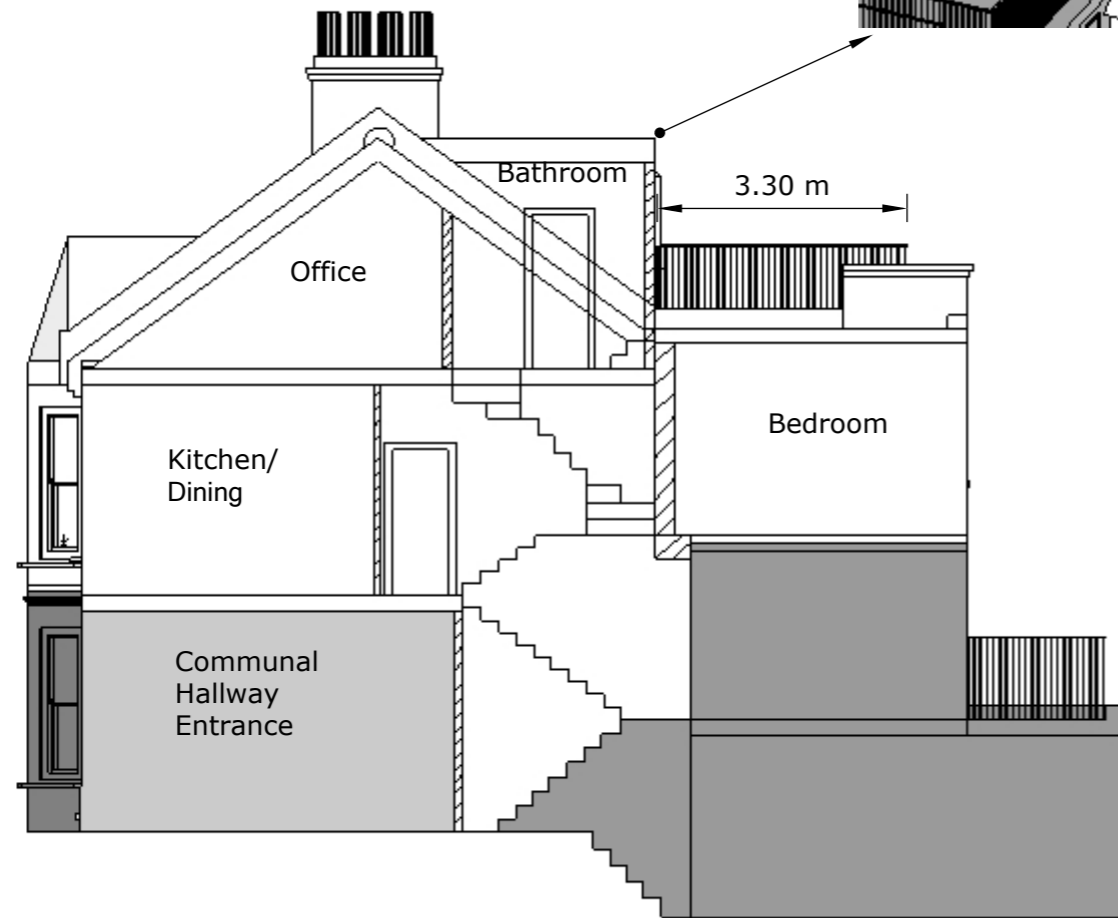 Bathroom
3.30 m
Office
Bedroom
Kitchen/
Dining
Communal
Hallway
Entrance